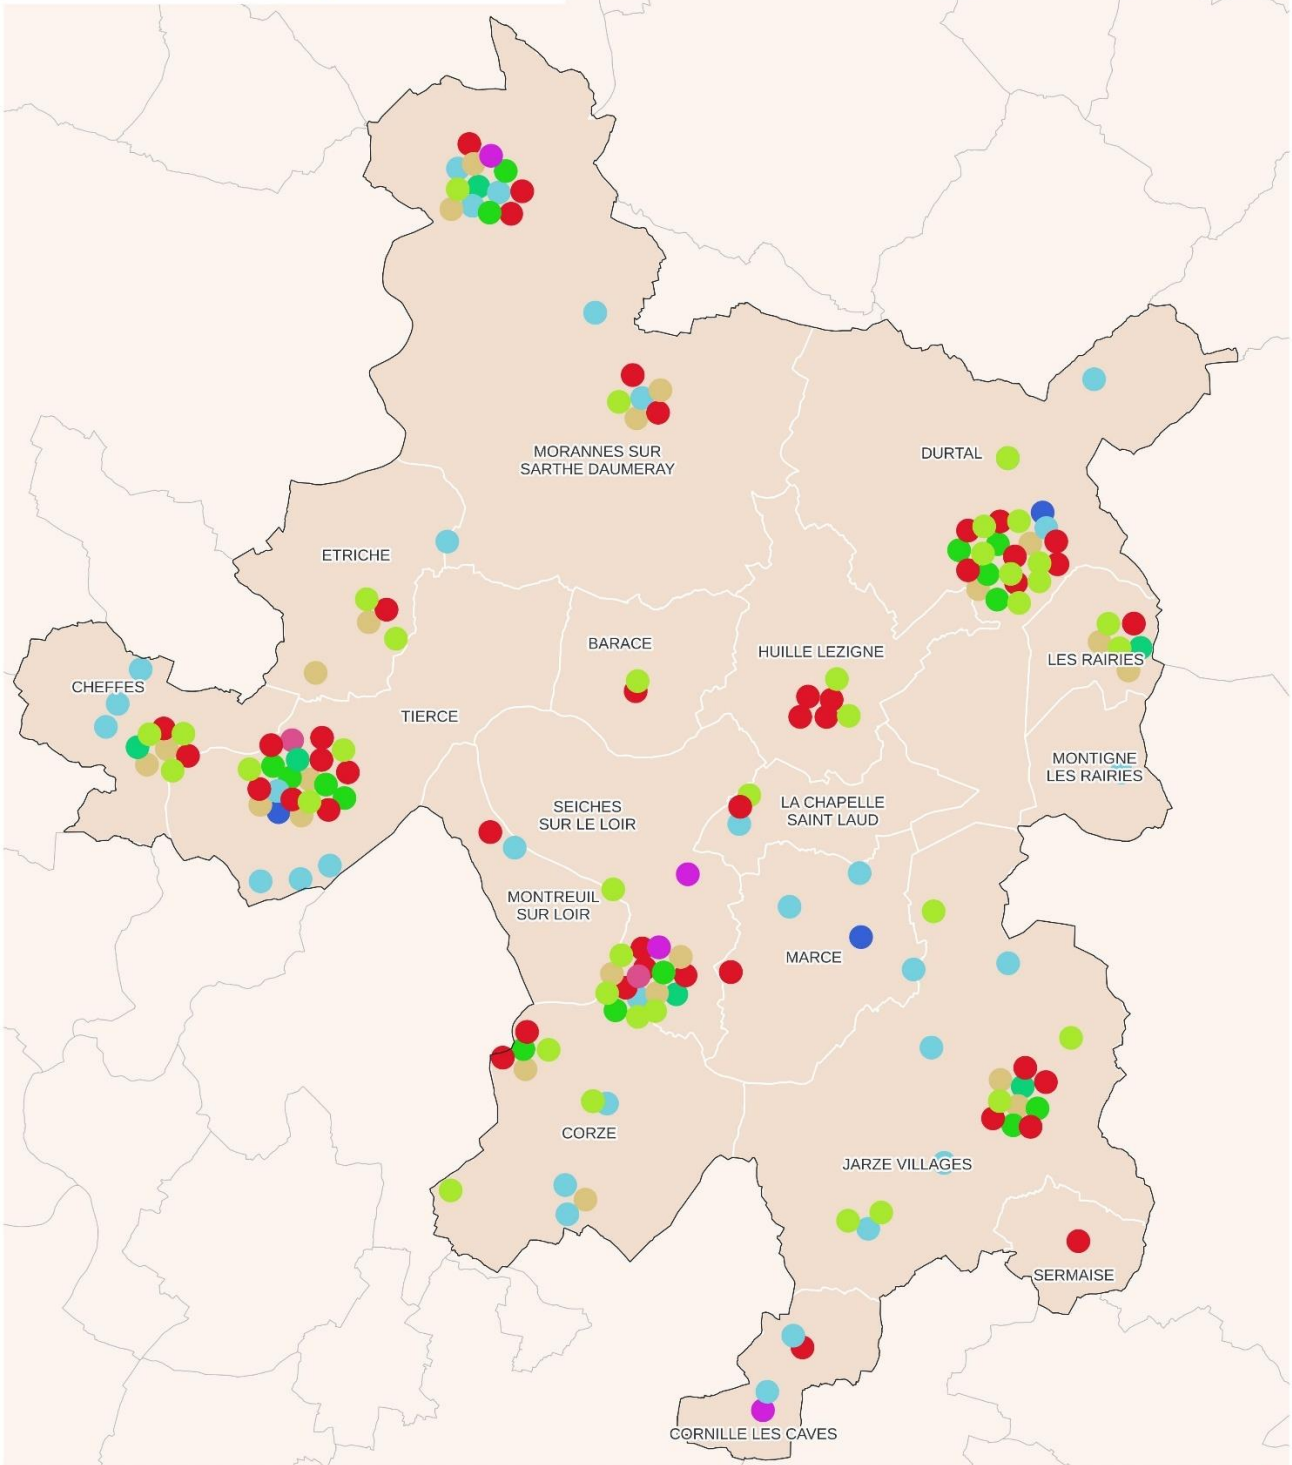 MORANNES SUR
SARTHE DAUMERAY
DURTAL
ETRICHE
BARACE
HUILLE LEZIGNE
LES RAIRIES
CHEFFES
TIERCE
MONTIGNE
LES RAIRIES
SEICHES
SUR LE LOIR
LA CHAPELLE
SAINT LAUD
MONTREUIL
SUR LOIR
MARCE
CORZE
JARZE VILLAGES
SERMAISE
CORNILLE LES CAVES